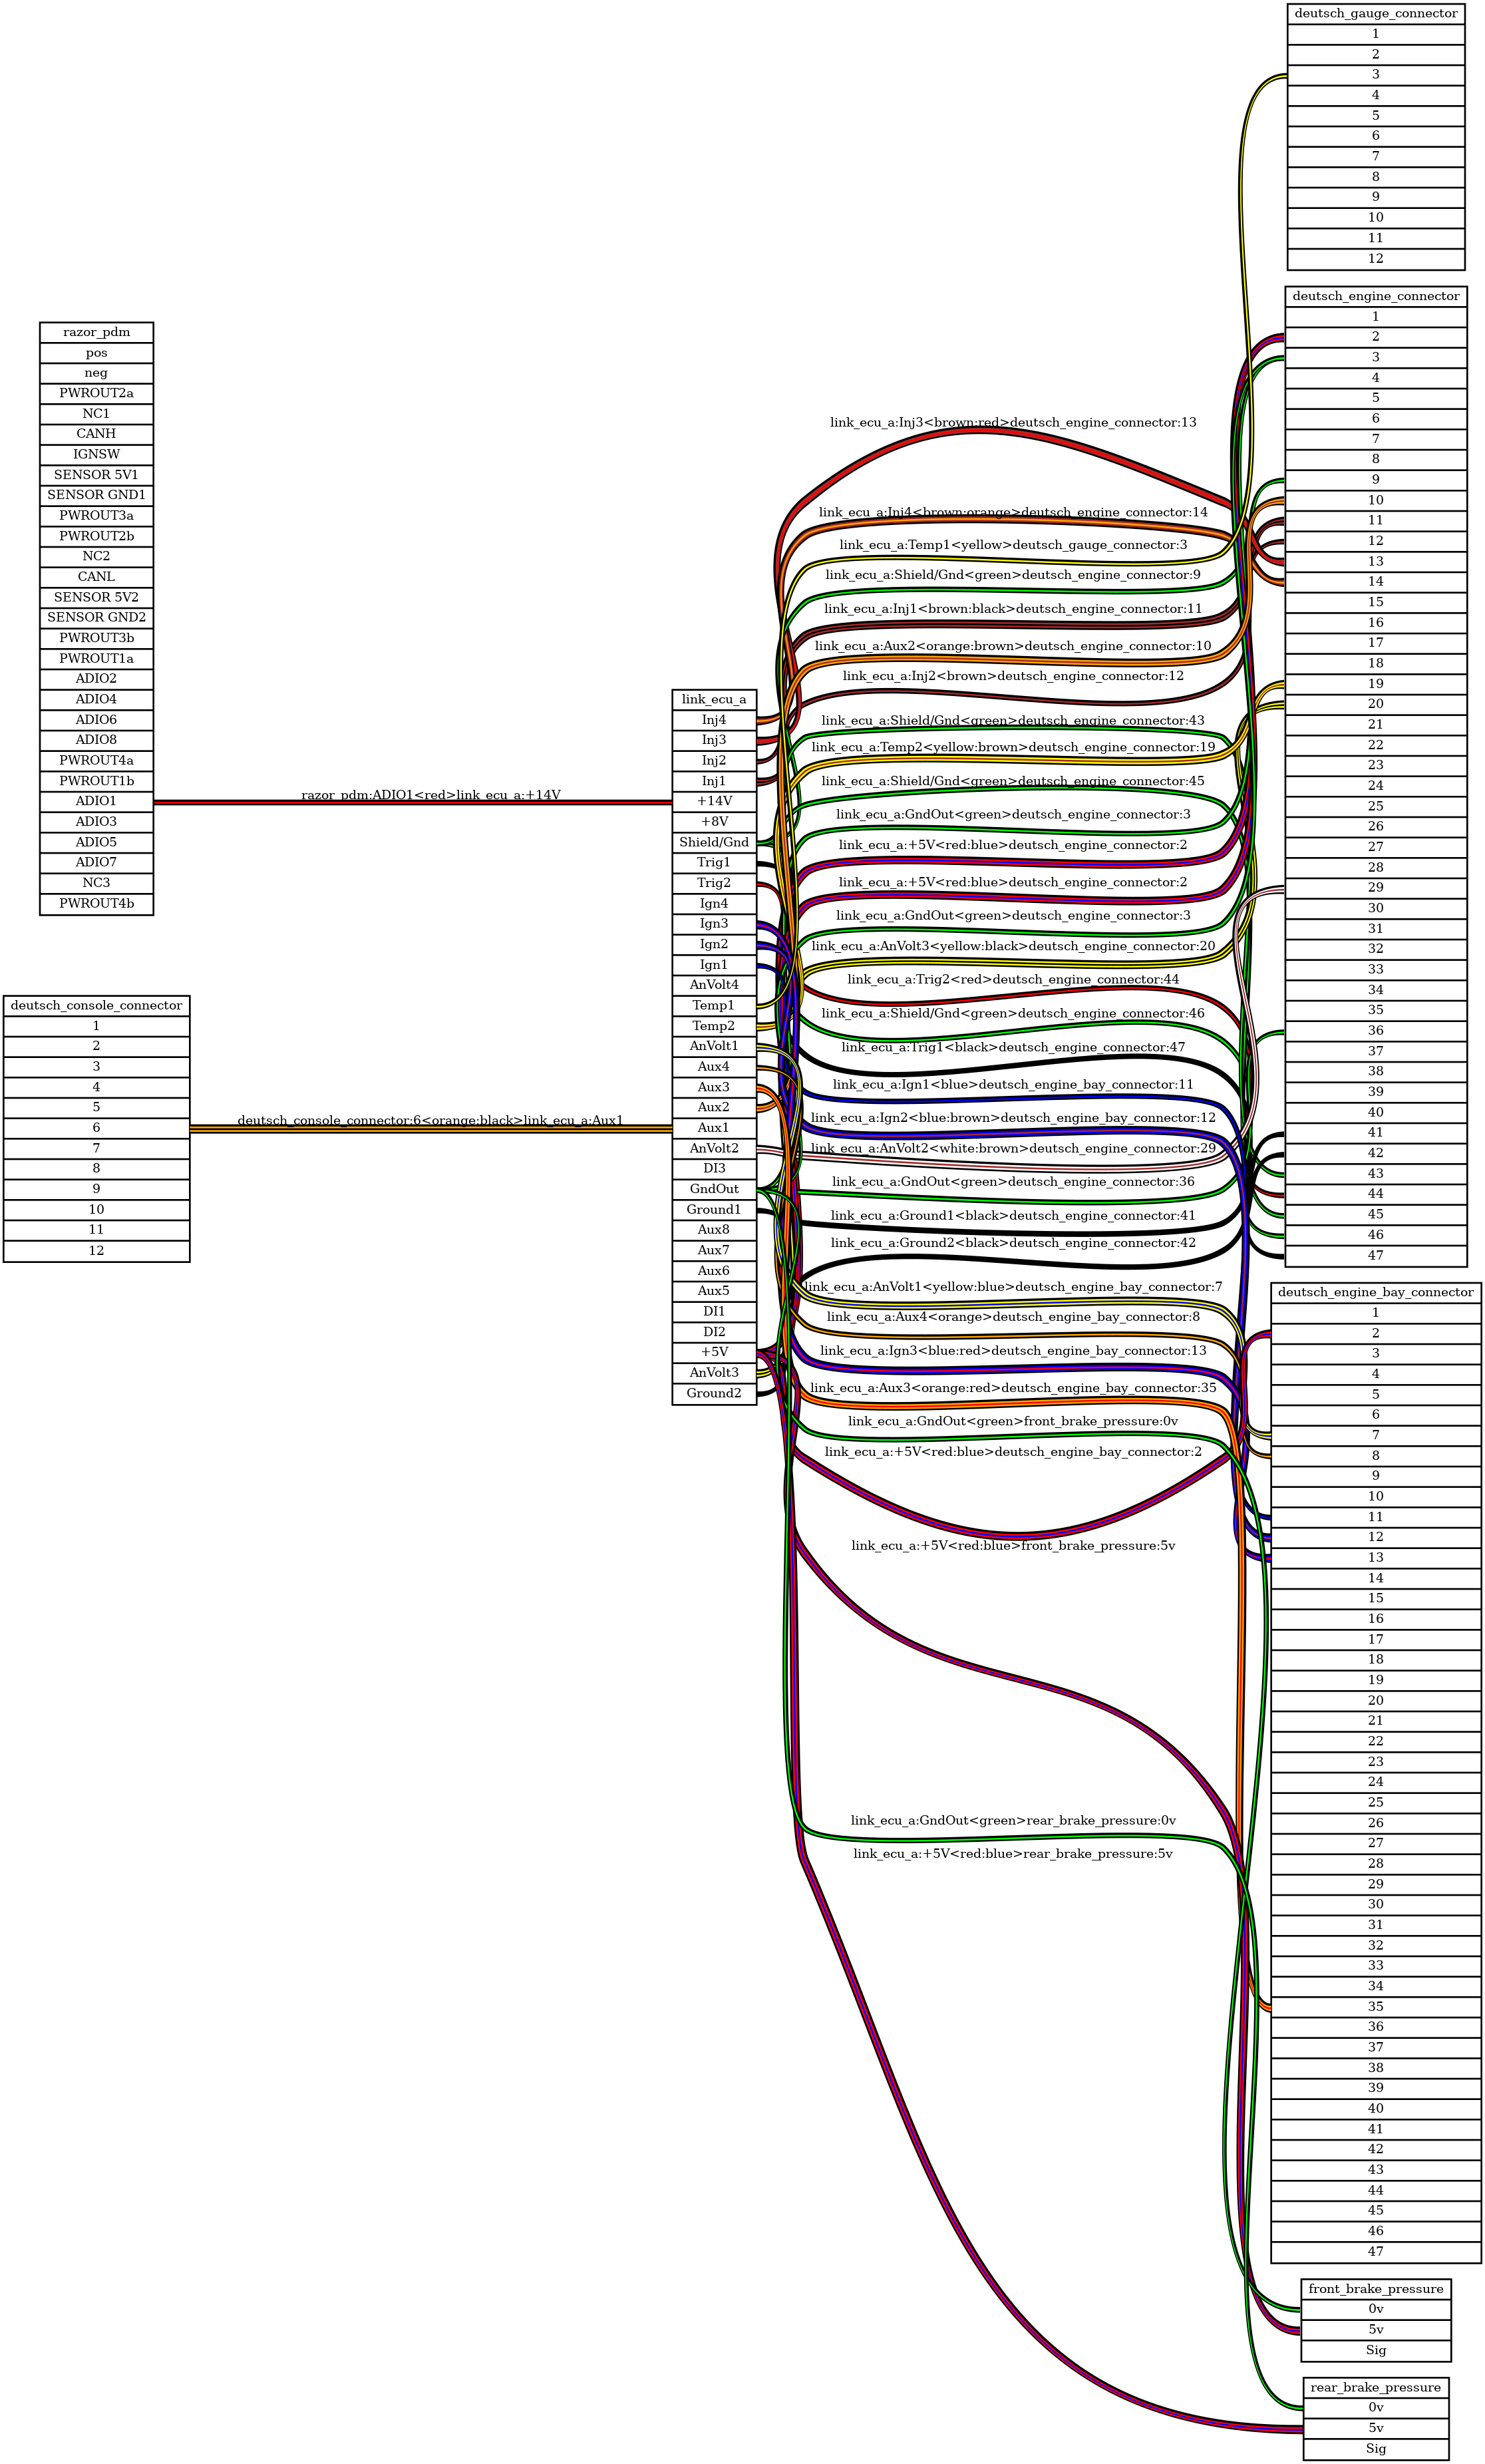 razor_pdm
pos
neg
PWROUT2a
NC1
CANH
IGNSW
SENSOR 5V1
SENSOR GND1
PWROUT3a
PWROUT2b
NC2
CANL
SENSOR 5V2
SENSOR GND2
PWROUT3b
PWROUT1a
ADIO2
ADIO4
ADIO6
ADIO8
PWROUT4a
PWROUT1b
ADIO1
ADIO3
ADIO5
ADIO7
NC3
PWROUT4b
deutsch_console_connector
1
2
3
4
5
6
7
8
9
10
11
12
razor_pdm:ADIO1<red>link_ecu_a:+14V
deutsch_console_connector:6<orange:black>link_ecu_a:Aux1
link_ecu_a
Inj4
Inj3
Inj2
Inj1
+14V
+8V
Shield/Gnd
Trig1
Trig2
Ign4
Ign3
Ign2
Ign1
AnVolt4
Temp1
Temp2
AnVolt1
Aux4
Aux3
Aux2
Aux1
AnVolt2
DI3
GndOut
Ground1
Aux8
Aux7
Aux6
Aux5
DI1
DI2
+5V
AnVolt3
Ground2
link_ecu_a:Inj3<brown:red>deutsch_engine_connector:13
link_ecu_a:Inj4<brown:orange>deutsch_engine_connector:14
link_ecu_a:Temp1<yellow>deutsch_gauge_connector:3
link_ecu_a:Shield/Gnd<green>deutsch_engine_connector:9
link_ecu_a:Inj1<brown:black>deutsch_engine_connector:11
link_ecu_a:Aux2<orange:brown>deutsch_engine_connector:10
link_ecu_a:Inj2<brown>deutsch_engine_connector:12
link_ecu_a:Shield/Gnd<green>deutsch_engine_connector:43
link_ecu_a:Temp2<yellow:brown>deutsch_engine_connector:19
link_ecu_a:Shield/Gnd<green>deutsch_engine_connector:45
link_ecu_a:GndOut<green>deutsch_engine_connector:3
link_ecu_a:+5V<red:blue>deutsch_engine_connector:2
link_ecu_a:+5V<red:blue>deutsch_engine_connector:2
link_ecu_a:GndOut<green>deutsch_engine_connector:3
link_ecu_a:AnVolt3<yellow:black>deutsch_engine_connector:20
link_ecu_a:Trig2<red>deutsch_engine_connector:44
link_ecu_a:Shield/Gnd<green>deutsch_engine_connector:46
link_ecu_a:Trig1<black>deutsch_engine_connector:47
link_ecu_a:Ign1<blue>deutsch_engine_bay_connector:11
link_ecu_a:Ign2<blue:brown>deutsch_engine_bay_connector:12
link_ecu_a:AnVolt2<white:brown>deutsch_engine_connector:29
link_ecu_a:GndOut<green>deutsch_engine_connector:36
link_ecu_a:Ground1<black>deutsch_engine_connector:41
link_ecu_a:Ground2<black>deutsch_engine_connector:42
link_ecu_a:AnVolt1<yellow:blue>deutsch_engine_bay_connector:7
link_ecu_a:Aux4<orange>deutsch_engine_bay_connector:8
link_ecu_a:Ign3<blue:red>deutsch_engine_bay_connector:13
link_ecu_a:Aux3<orange:red>deutsch_engine_bay_connector:35
link_ecu_a:GndOut<green>front_brake_pressure:0v
link_ecu_a:+5V<red:blue>deutsch_engine_bay_connector:2
link_ecu_a:+5V<red:blue>front_brake_pressure:5v
link_ecu_a:GndOut<green>rear_brake_pressure:0v
link_ecu_a:+5V<red:blue>rear_brake_pressure:5v
deutsch_gauge_connector
1
2
3
4
5
6
7
8
9
10
11
12
deutsch_engine_connector
1
2
3
4
5
6
7
8
9
10
11
12
13
14
15
16
17
18
19
20
21
22
23
24
25
26
27
28
29
30
31
32
33
34
35
36
37
38
39
40
41
42
43
44
45
46
47
deutsch_engine_bay_connector
1
2
3
4
5
6
7
8
9
10
11
12
13
14
15
16
17
18
19
20
21
22
23
24
25
26
27
28
29
30
31
32
33
34
35
36
37
38
39
40
41
42
43
44
45
46
47
front_brake_pressure
0v
5v
Sig
rear_brake_pressure
0v
5v
Sig